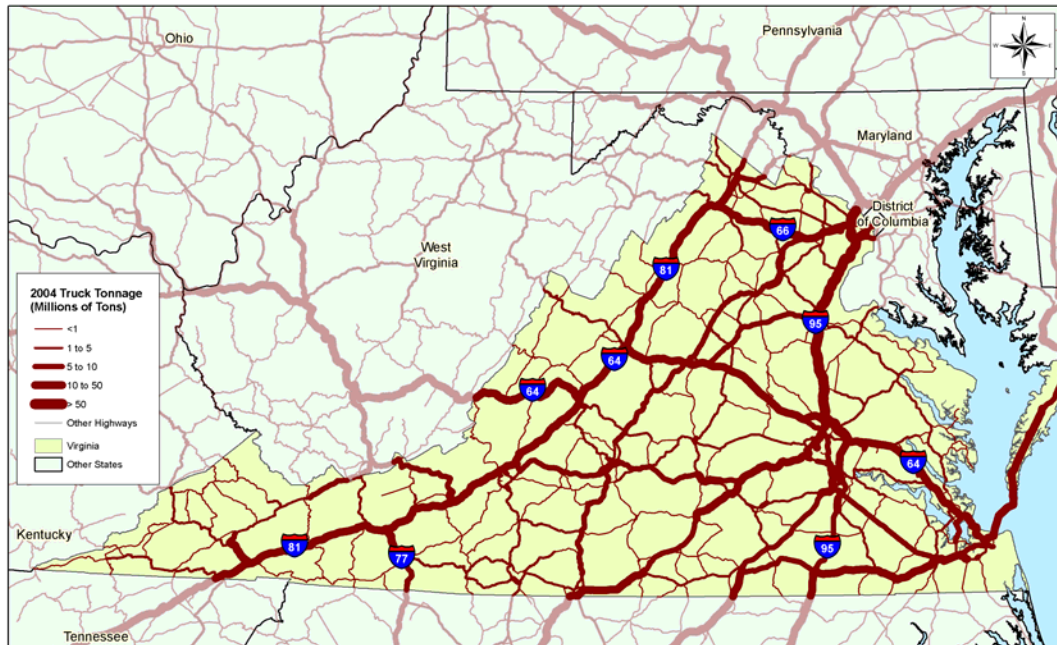 Ohio
Pennsylvania
N
W
E
S
Maryland
District
of Columbia
66
West
Virginia
81
2004 Truck Tonnage
(Millions of Tons)
<1
1 to 5
5 to 10
10 to 50
> 50
Other Highways
Virginia
Other States
95
64
64
64
Kentucky
81
77
95
Tennessee